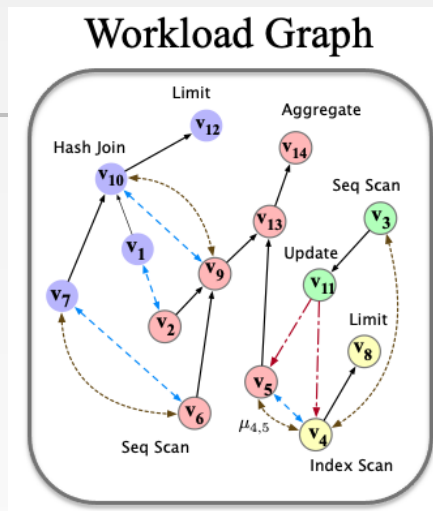 Workload Graph
Limit
v12
Aggregate
Hash Join
v14
v10
Seq Scan
v3
v13
v1
Update
v9
v11
v7
Limit
v2
v8
v5
v6
μ4,5
v4
Seq Scan
Index Scan